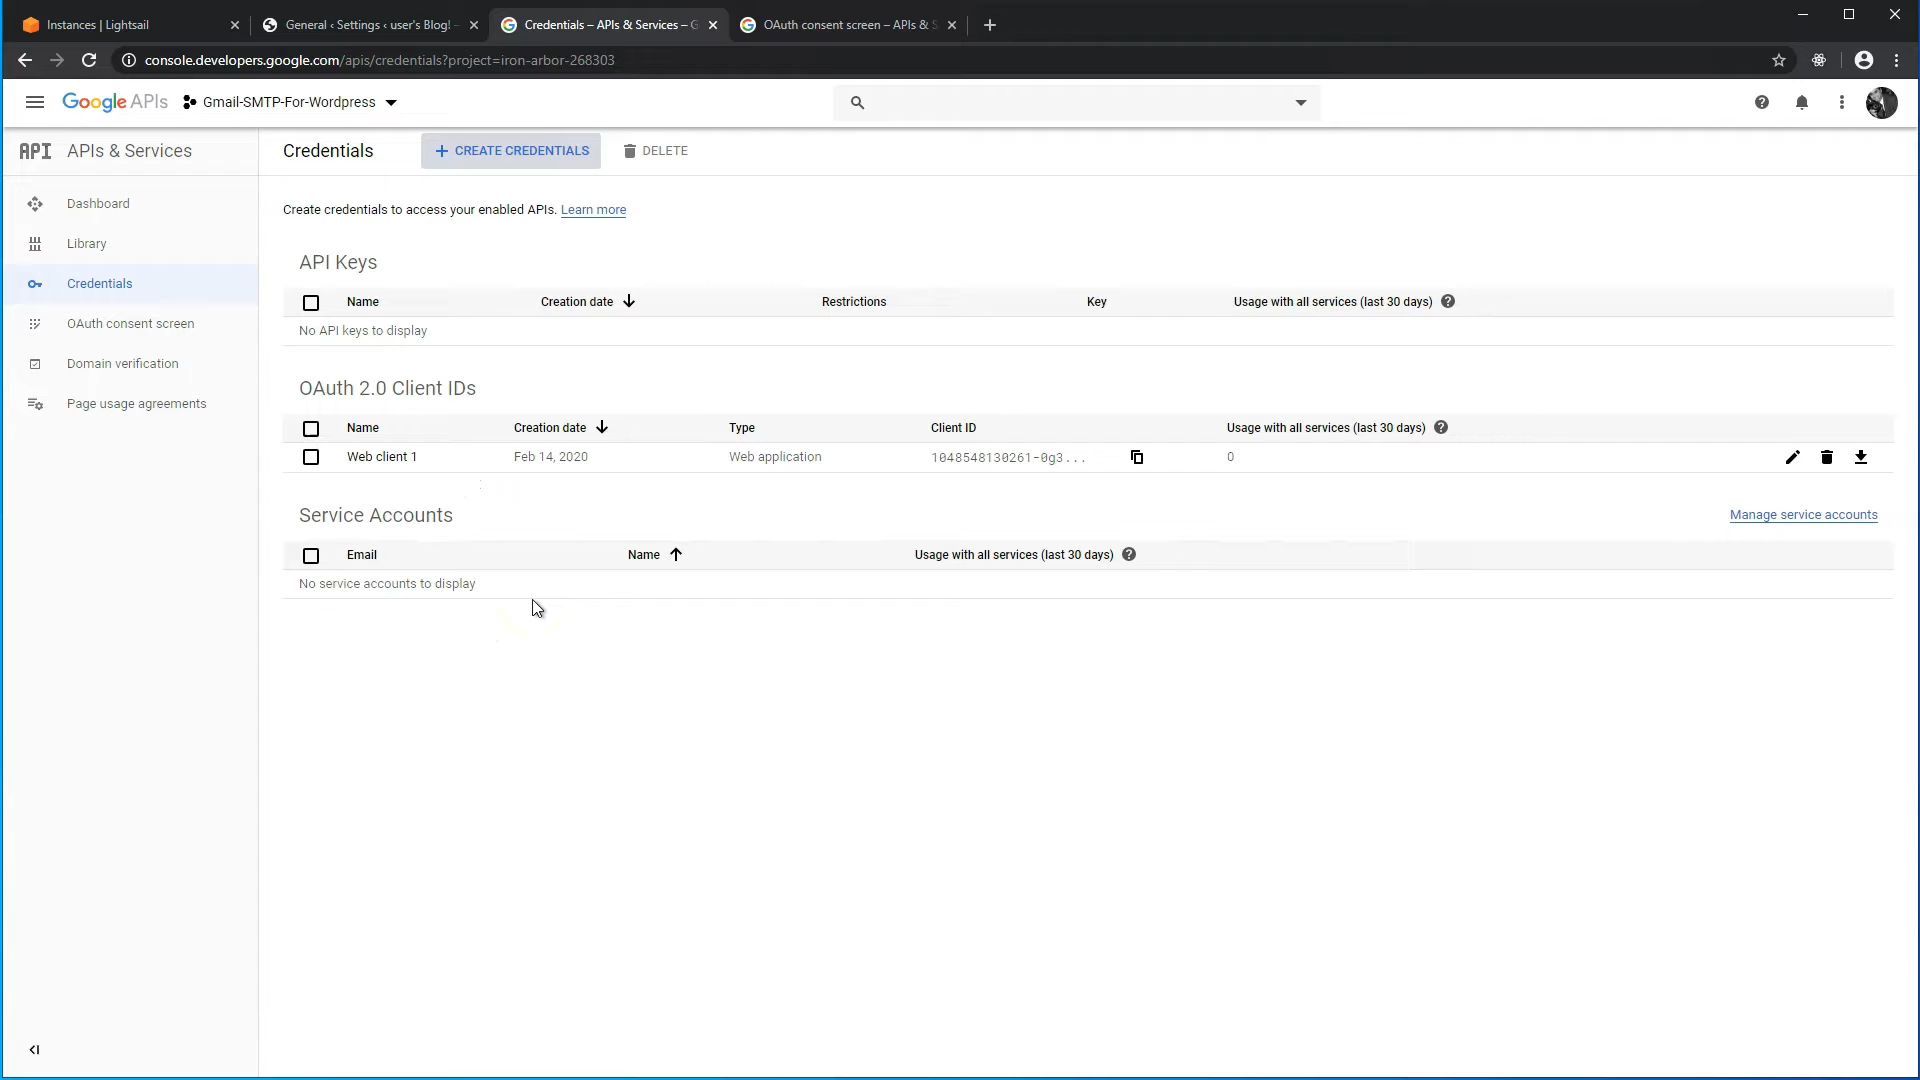 Instances | Lightsail
General ‹ Settings ‹ user's Blog! –
Credentials – APIs & Services – G
OAuth consent screen – APIs & S
console.developers.google.com/apis/credentials?project=iron-arbor-268303
Google APIs
Gmail-SMTP-For-Wordpress
API APIs & Services
Credentials
CREATE CREDENTIALS
DELETE
Dashboard
Library
Credentials
OAuth consent screen
Domain verification
Page usage agreements
Create credentials to access your enabled APIs. Learn more
API Keys
Name Creation date Restrictions Key Usage with all services (last 30 days)
No API keys to display
OAuth 2.0 Client IDs
Name Creation date Type Client ID Usage with all services (last 30 days)
Web client 1 Feb 14, 2020 Web application 1048548130261-0g3... 0
Service Accounts
Manage service accounts
Email Name Usage with all services (last 30 days)
No service accounts to display